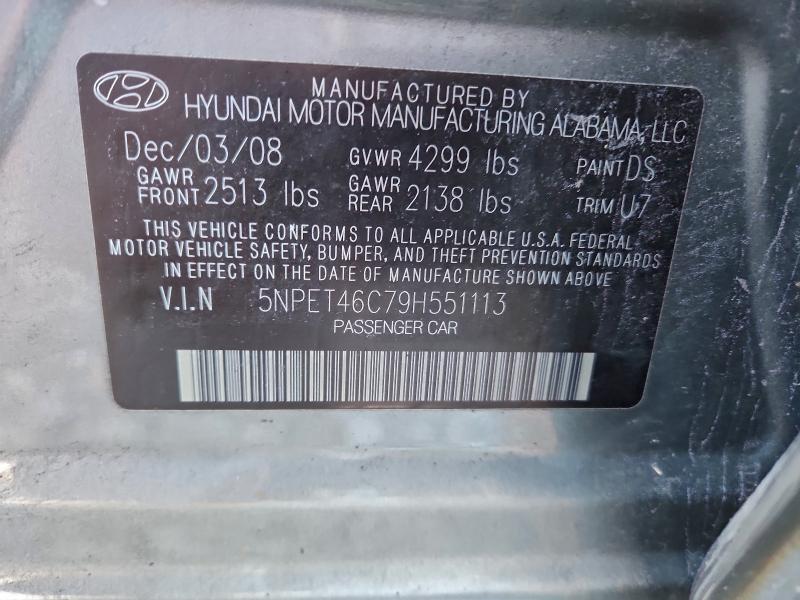 MANUFACTURED BY
HYUNDAI MOTOR MANUFACTURING ALABAMA, LLC
Dec/03/08 GVWR 4299 lbs PAINT DS
GAWR FRONT 2513 lbs GAWR REAR 2138 lbs TRIM U7
THIS VEHICLE CONFORMS TO ALL APPLICABLE U.S.A. FEDERAL
MOTOR VEHICLE SAFETY, BUMPER, AND THEFT PREVENTION STANDARDS
IN EFFECT ON THE DATE OF MANUFACTURE SHOWN ABOVE
V.I.N 5NPET46C79H551113
PASSENGER CAR